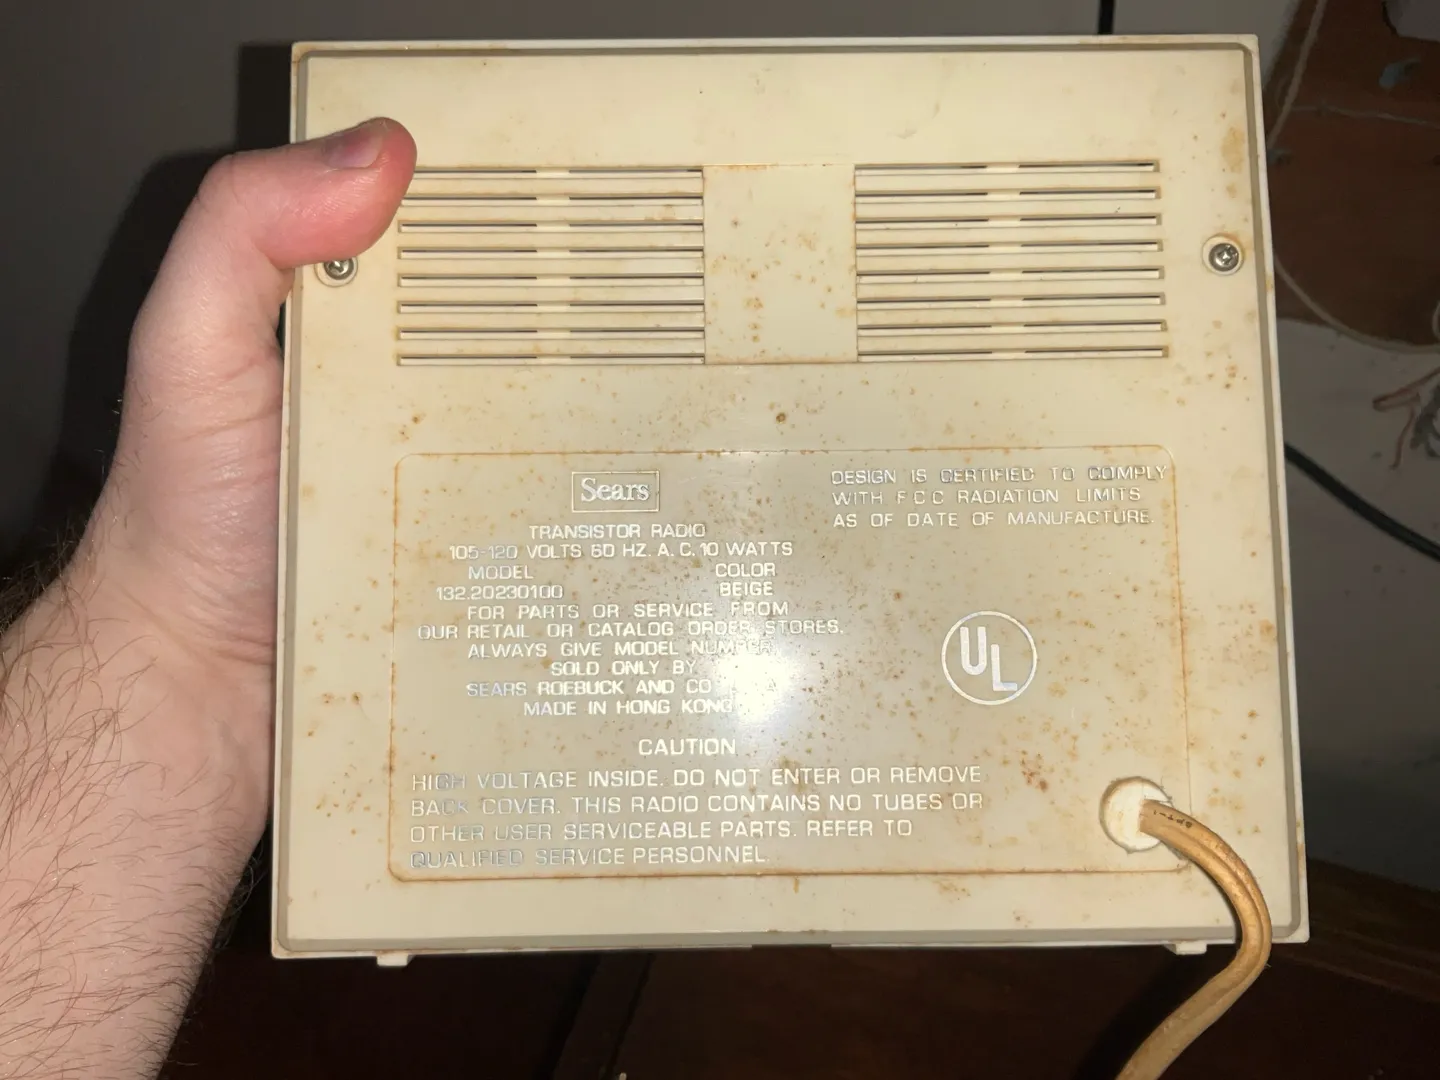 Sears
TRANSISTOR RADIO
105-120 VOLTS 60 HZ. A.C. 10 WATTS
MODEL COLOR
132.20230100 BEIGE
FOR PARTS OR SERVICE FROM
OUR RETAIL OR CATALOG ORDER STORES,
ALWAYS GIVE MODEL NUMBER
SOLD ONLY BY
SEARS ROEBUCK AND CO
MADE IN HONG KONG
DESIGN IS CERTIFIED TO COMPLY
WITH F C C RADIATION LIMITS
AS OF DATE OF MANUFACTURE.
UL
CAUTION
HIGH VOLTAGE INSIDE. DO NOT ENTER OR REMOVE
BACK COVER. THIS RADIO CONTAINS NO TUBES OR
OTHER USER SERVICEABLE PARTS. REFER TO
QUALIFIED SERVICE PERSONNEL.
SPT-1